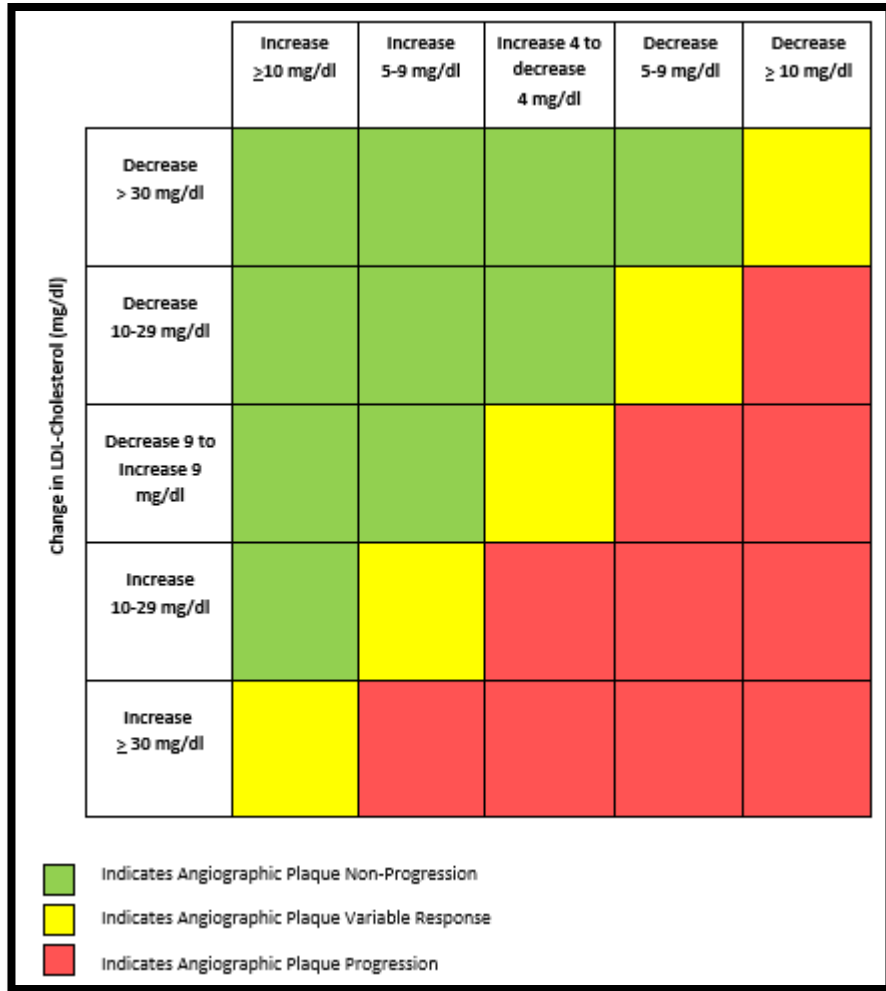 Increase
≥10 mg/dl
Increase
5-9 mg/dl
Increase 4 to
decrease
4 mg/dl
Decrease
5-9 mg/dl
Decrease
≥ 10 mg/dl
Change in LDL-Cholesterol (mg/dl)
Decrease
> 30 mg/dl
Decrease
10-29 mg/dl
Decrease 9 to
Increase 9
mg/dl
Increase
10-29 mg/dl
Increase
≥ 30 mg/dl
Indicates Angiographic Plaque Non-Progression
Indicates Angiographic Plaque Variable Response
Indicates Angiographic Plaque Progression